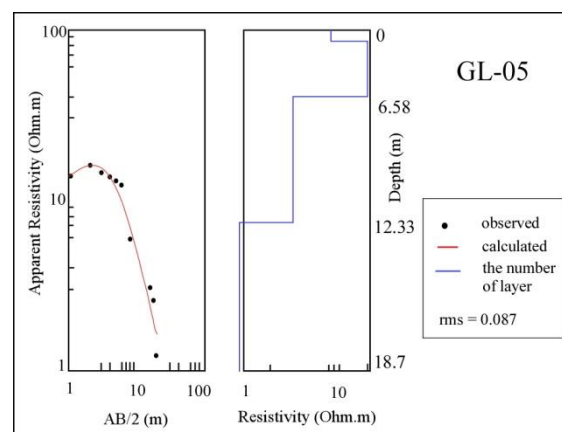 100
10
1
Apparent Resistivity (Ohm.m)
1 10 100
AB/2 (m)
0
6.58
12.33
18.7
Depth (m)
1 10
Resistivity (Ohm.m)
GL-05
observed
calculated
the number
of layer
rms = 0.087